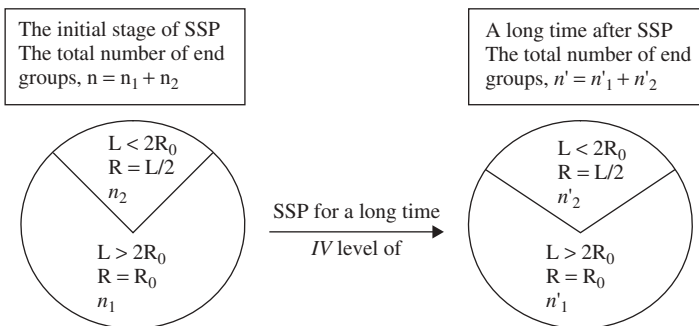 The initial stage of SSP
The total number of end
groups, n = n₁ + n₂
A long time after SSP
The total number of end
groups, n' = n'₁ + n'₂
L < 2R₀
R = L/2
n₂
L > 2R₀
R = R₀
n₁
SSP for a long time
IV level of
L < 2R₀
R = L/2
n'₂
L > 2R₀
R = R₀
n'₁